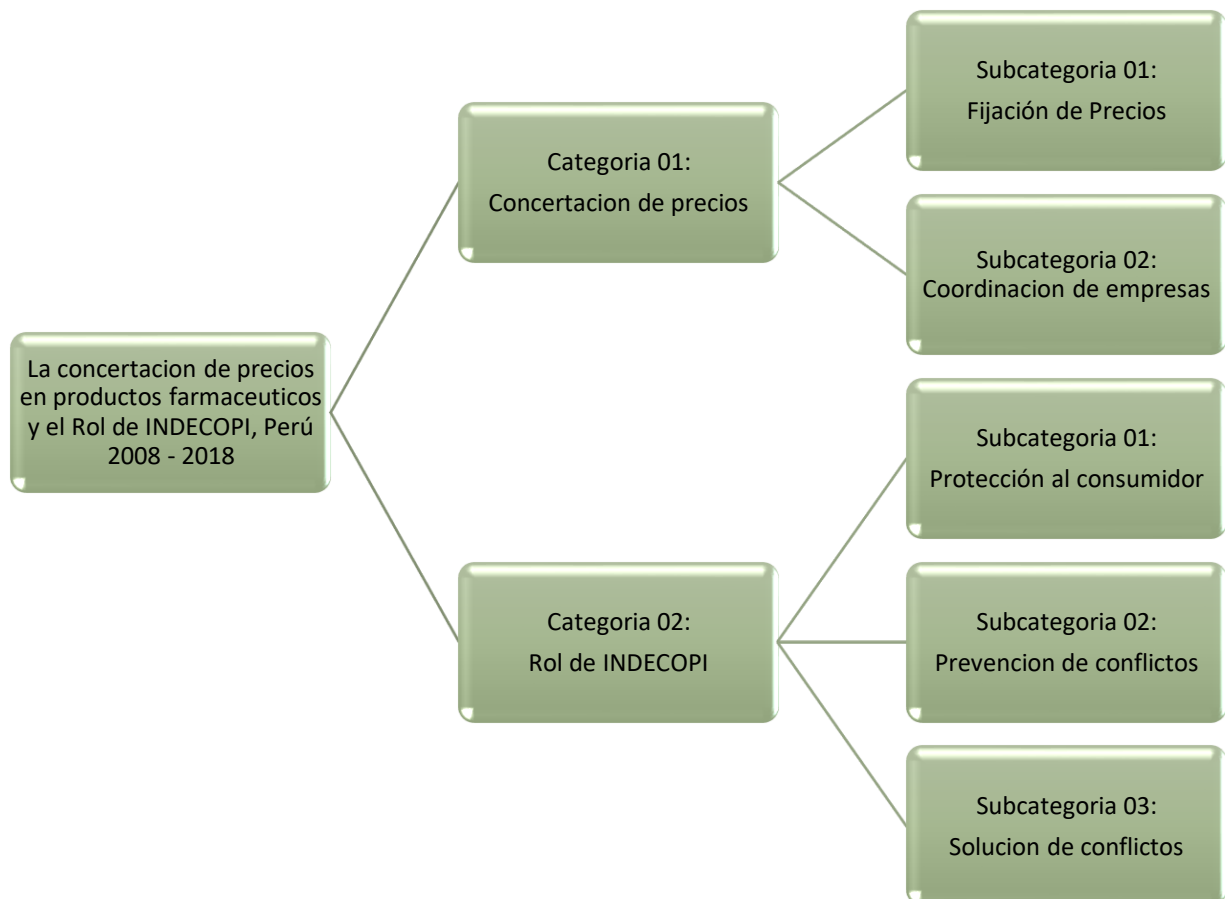 La concertacion de precios
en productos farmaceuticos
y el Rol de INDECOPI, Perú
2008 - 2018
Categoria 01:
Concertacion de precios
Subcategoria 01:
Fijación de Precios
Subcategoria 02:
Coordinacion de empresas
Categoria 02:
Rol de INDECOPI
Subcategoria 01:
Protección al consumidor
Subcategoria 02:
Prevencion de conflictos
Subcategoria 03:
Solucion de conflictos